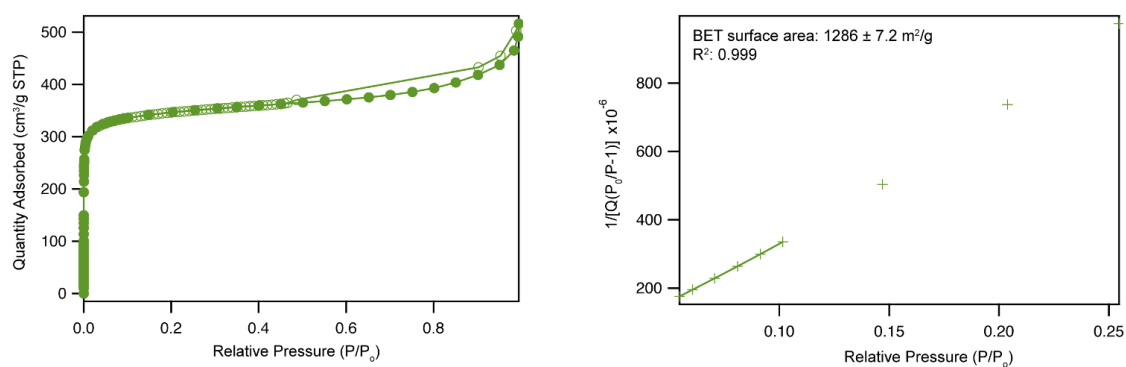 500
400
300
200
100
0
Quantity Adsorbed (cm³/g STP)
0.0 0.2 0.4 0.6 0.8
Relative Pressure (P/Pₒ)
BET surface area: 1286 ± 7.2 m²/g
R²: 0.999
800
600
400
200
1/[Q(P₀/P-1)] x10⁻⁶
0.10 0.15 0.20 0.25
Relative Pressure (P/Pₒ)